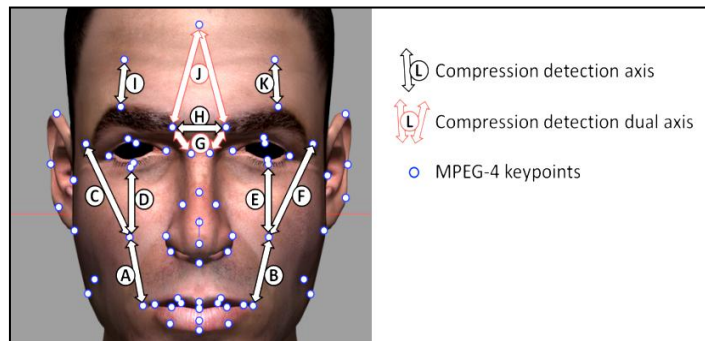 J
I
K
H
G
C
D
E
F
A
B
L Compression detection axis
L Compression detection dual axis
MPEG-4 keypoints